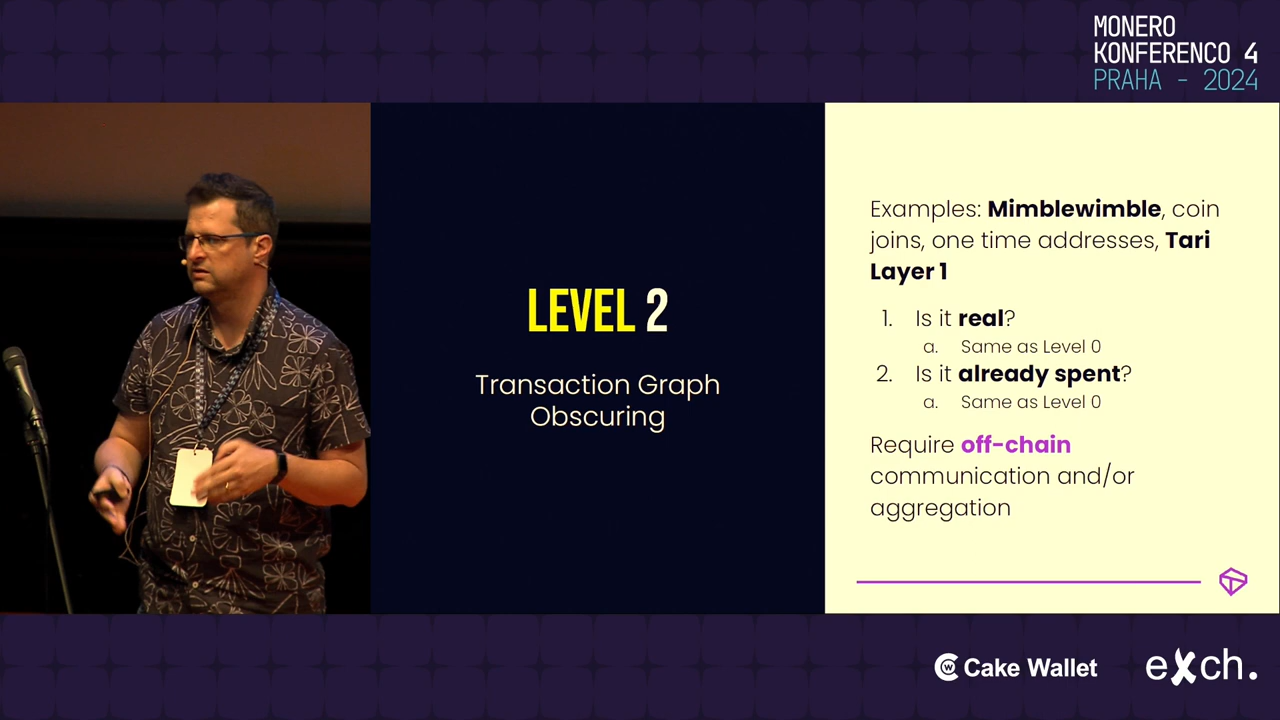 MONERO
KONFERENCO 4
PRAHA - 2024
LEVEL 2
Transaction Graph
Obscuring
Examples: Mimblewimble, coin
joins, one time addresses, Tari
Layer 1
1. Is it real?
a. Same as Level 0
2. Is it already spent?
a. Same as Level 0
Require off-chain
communication and/or
aggregation
Cake Wallet
exch.